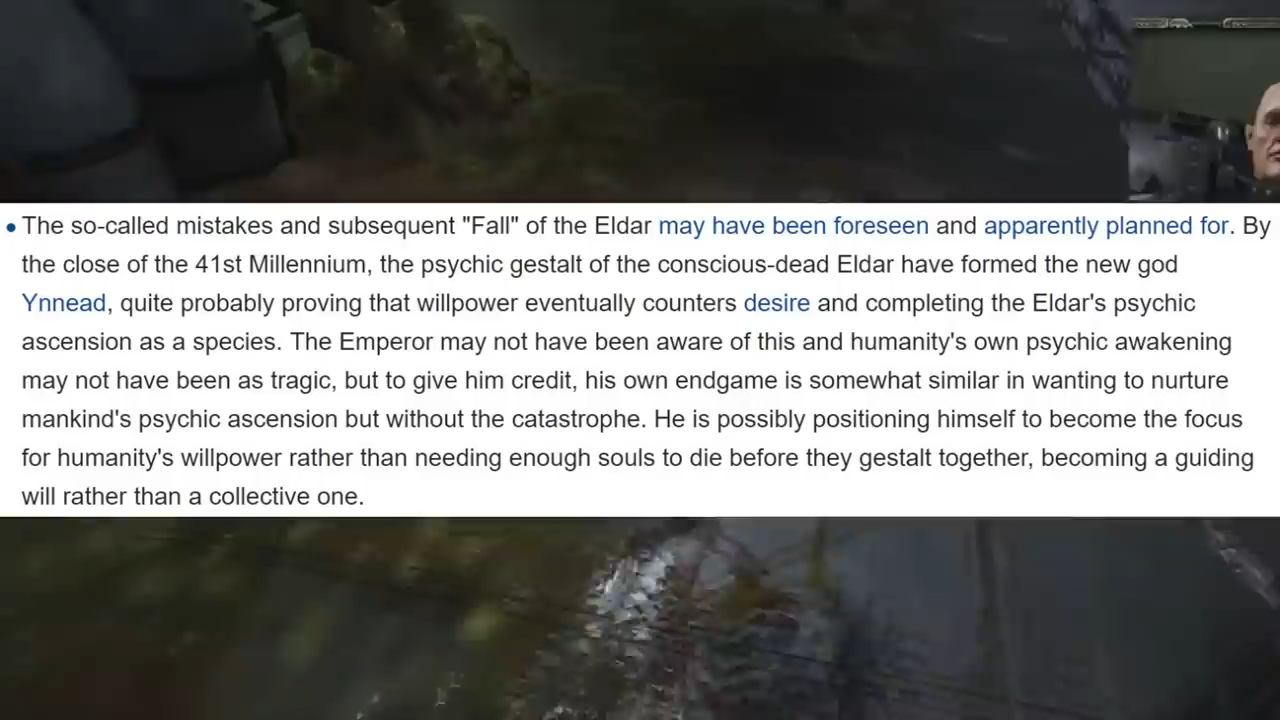 • The so-called mistakes and subsequent "Fall" of the Eldar may have been foreseen and apparently planned for. By
the close of the 41st Millennium, the psychic gestalt of the conscious-dead Eldar have formed the new god
Ynnead, quite probably proving that willpower eventually counters desire and completing the Eldar's psychic
ascension as a species. The Emperor may not have been aware of this and humanity's own psychic awakening
may not have been as tragic, but to give him credit, his own endgame is somewhat similar in wanting to nurture
mankind's psychic ascension but without the catastrophe. He is possibly positioning himself to become the focus
for humanity's willpower rather than needing enough souls to die before they gestalt together, becoming a guiding
will rather than a collective one.